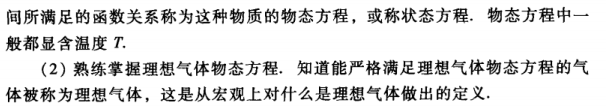 间所满足的函数关系称为这种物质的物态方程，或称状态方程．物态方程中一
般都显含温度 T.
（2）熟练掌握理想气体物态方程．知道能严格满足理想气体物态方程的气
体被称为理想气体，这是从宏观上对什么是理想气体做出的定义．